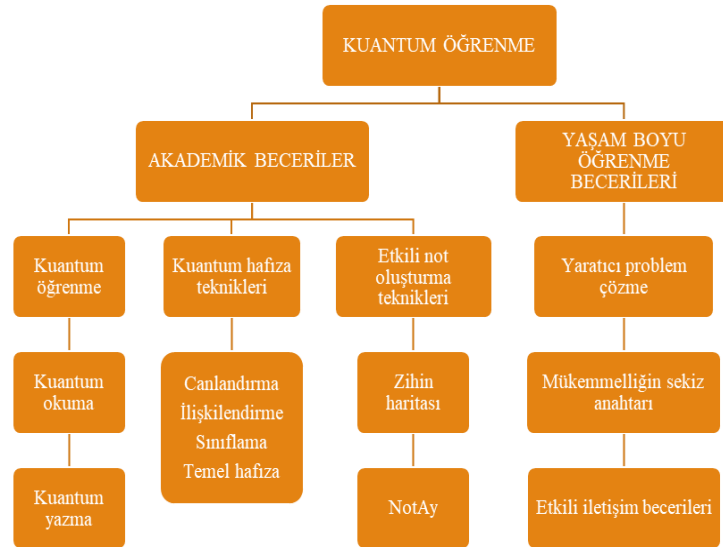 KUANTUM ÖĞRENME
AKADEMİK BECERİLER
YAŞAM BOYU
ÖĞRENME
BECERİLERİ
Kuantum
öğrenme
Kuantum hafıza
teknikleri
Etkili not
oluşturma
teknikleri
Yaratıcı problem
çözme
Kuantum
okuma
Canlandırma
İlişkilendirme
Sınıflama
Temel hafıza
Zihin
haritası
Mükemmelliğin sekiz
anahtarı
Kuantum
yazma
NotAy
Etkili iletişim becerileri